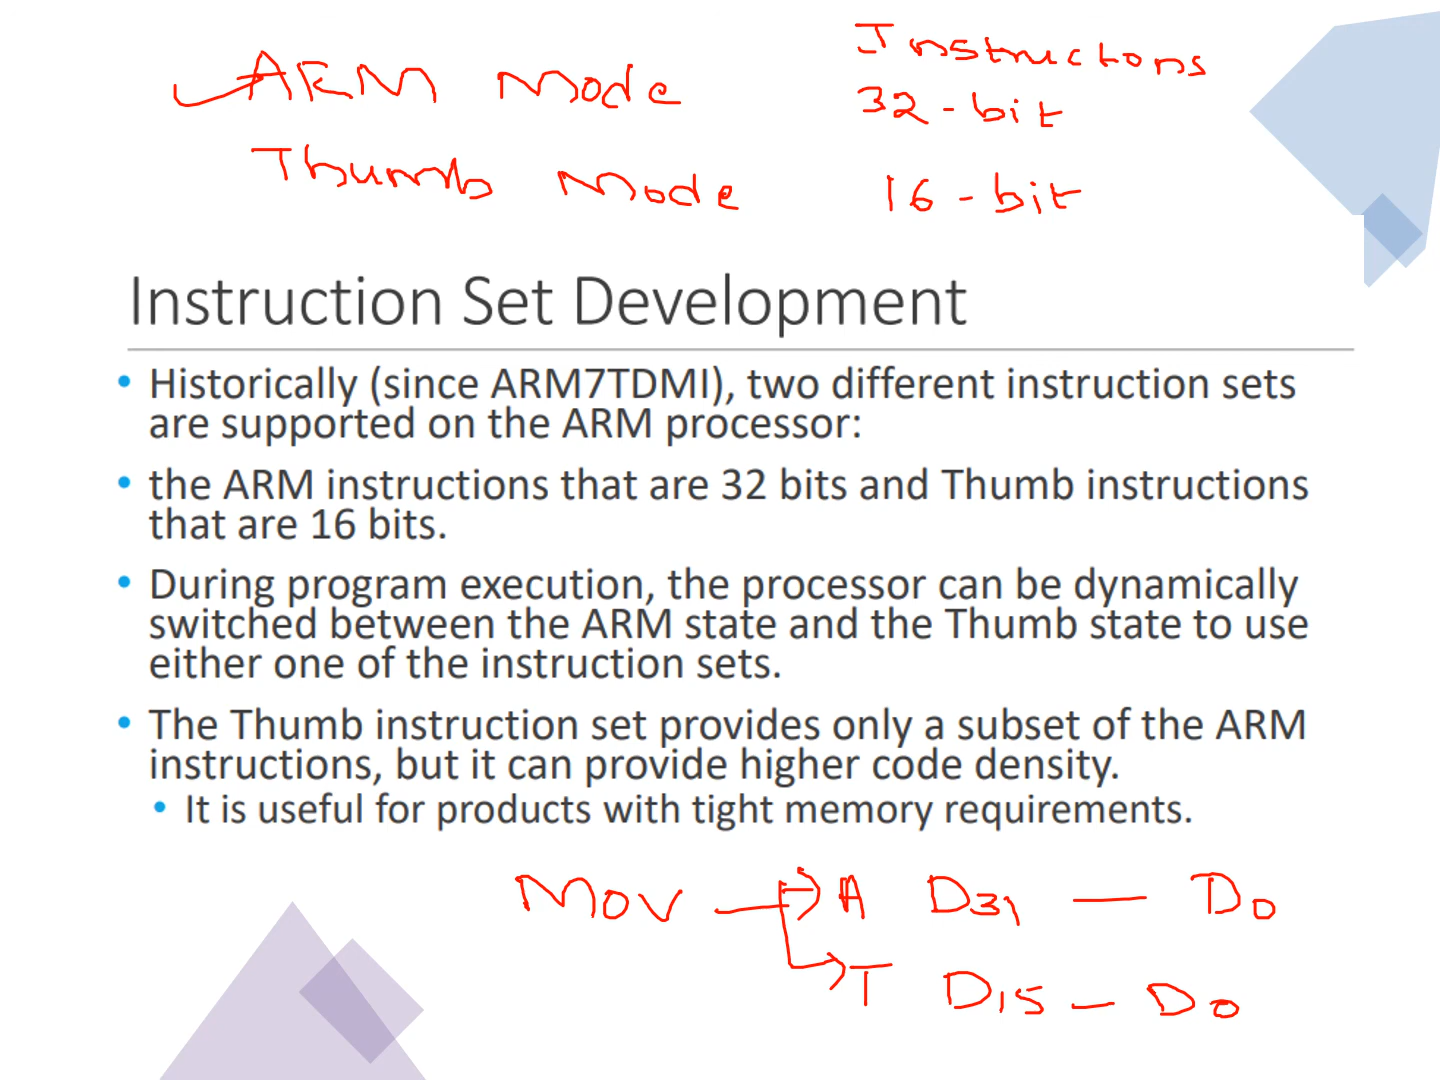 ARM Mode
Instructons
32-bit
Thumb Mode
16-bit
Instruction Set Development
• Historically (since ARM7TDMI), two different instruction sets
are supported on the ARM processor:
• the ARM instructions that are 32 bits and Thumb instructions
that are 16 bits.
• During program execution, the processor can be dynamically
switched between the ARM state and the Thumb state to use
either one of the instruction sets.
• The Thumb instruction set provides only a subset of the ARM
instructions, but it can provide higher code density.
• It is useful for products with tight memory requirements.
MOV → A D31 — D0
→ T D15 — D0